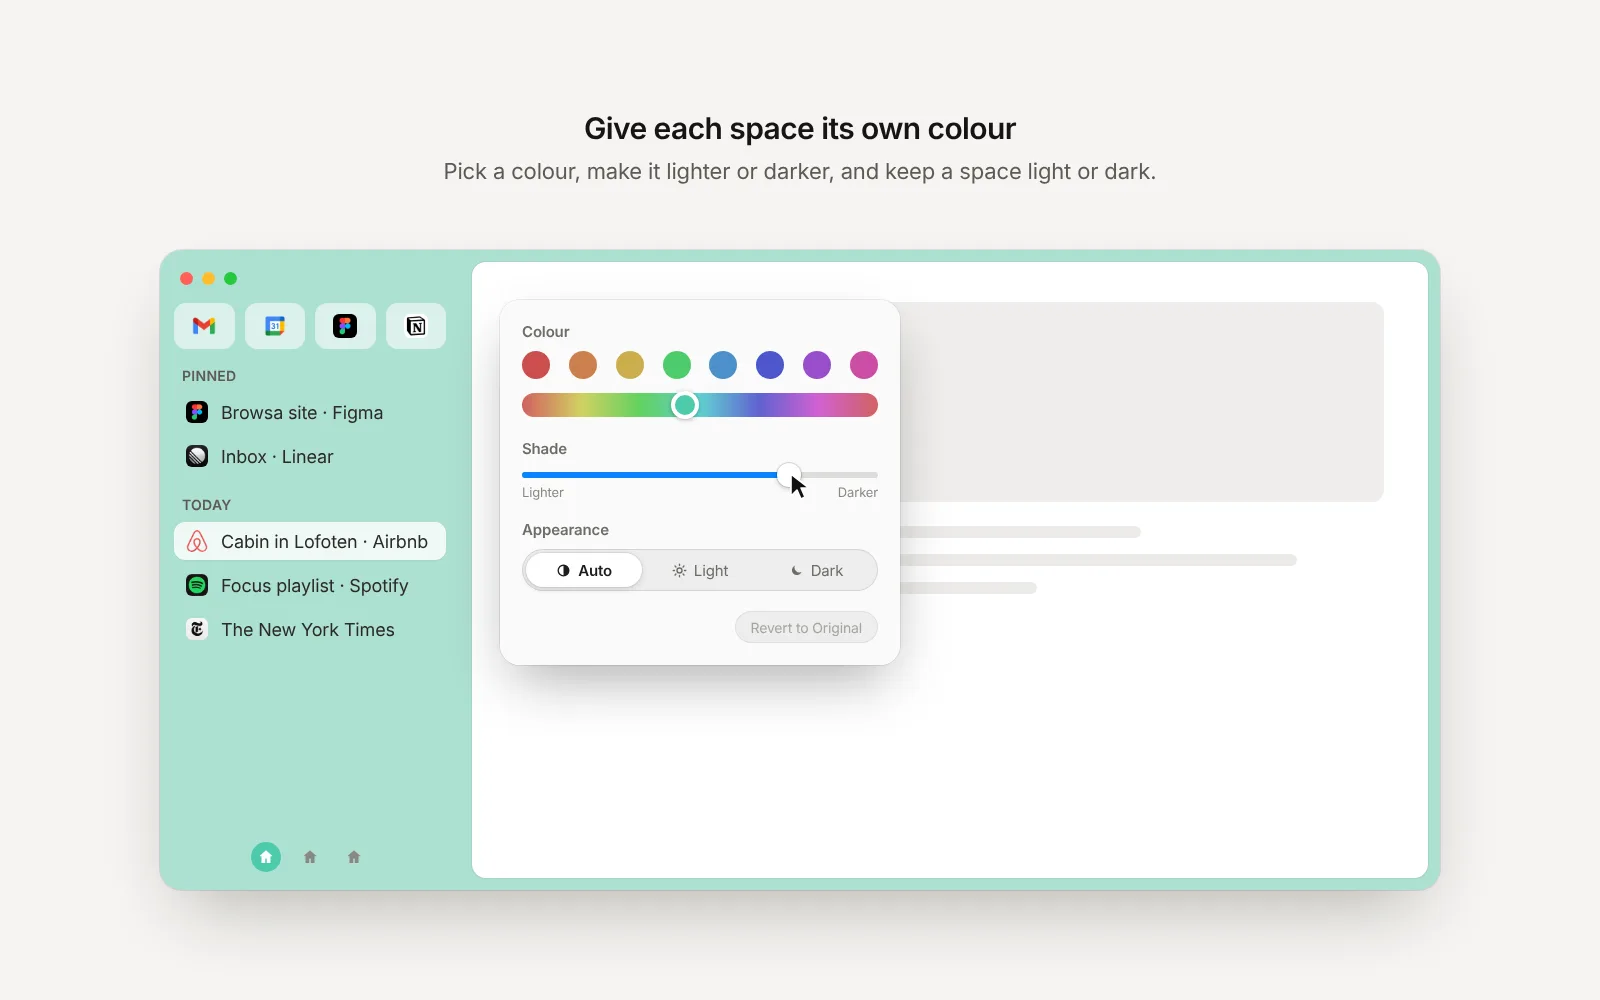 Give each space its own colour
Pick a colour, make it lighter or darker, and keep a space light or dark.
31
N
PINNED
Browsa site · Figma
Inbox · Linear
TODAY
Cabin in Lofoten · Airbnb
Focus playlist · Spotify
The New York Times
Colour
Shade
Lighter
Darker
Appearance
Auto
Light
Dark
Revert to Original